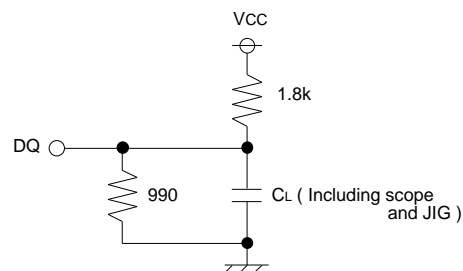 VCC
1.8k
DQ
990
CL ( Including scope
and JIG )